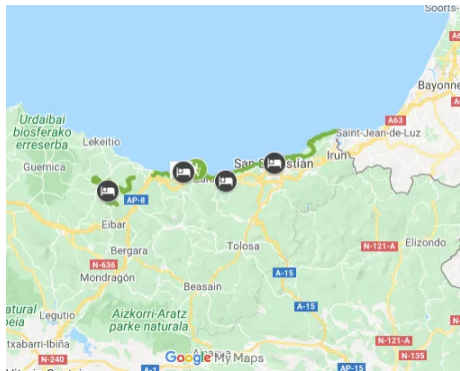 Soorts-
Bayonne
A63
Saint-Jean-de-Luz
Urdaibai
biosferako
erreserba
Lekeitio
Guernica
San Sebastián
Irun
AP-8
Eibar
Bergara
Tolosa
N-121-A
Elizondo
N-636
Mondragón
A-15
Beasain
A-15
Legutio
Aizkorri-Aratz
parke naturala
N-121-A
N-240
A-1
Google My Maps
AP-15
N-135